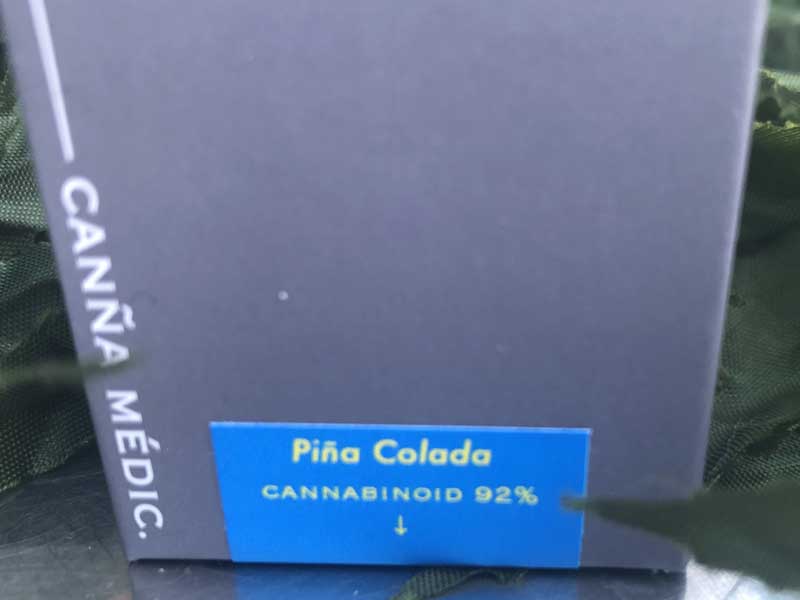 CANÑA MÉDIC.
Piña Colada
CANNABINOID 92%
↓